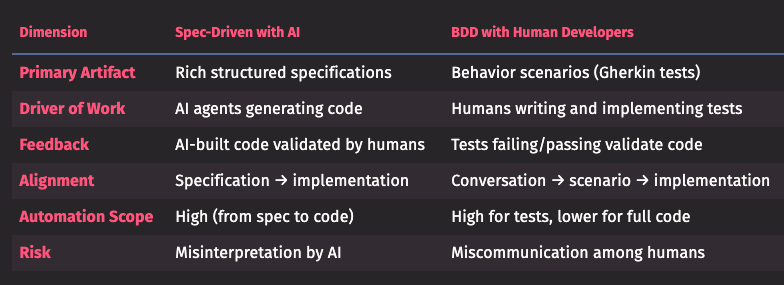 Dimension Spec-Driven with AI BDD with Human Developers
Primary Artifact Rich structured specifications Behavior scenarios (Gherkin tests)
Driver of Work AI agents generating code Humans writing and implementing tests
Feedback AI-built code validated by humans Tests failing/passing validate code
Alignment Specification → implementation Conversation → scenario → implementation
Automation Scope High (from spec to code) High for tests, lower for full code
Risk Misinterpretation by AI Miscommunication among humans